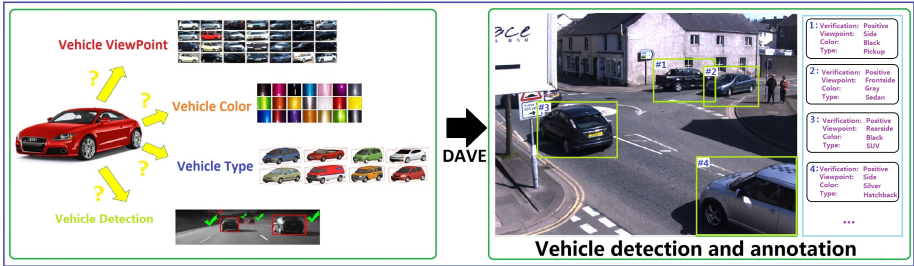 Vehicle ViewPoint
?
?
Vehicle Color
?
Vehicle Type
?
Vehicle Detection
DAVE
BAR
#1
#2
#3
#4
1: Verification: Positive
Viewpoint: Side
Color: Black
Type: Pickup
2: Verification: Positive
Viewpoint: Frontside
Color: Gray
Type: Sedan
3: Verification: Positive
Viewpoint: Rearside
Color: Black
Type: SUV
4: Verification: Positive
Viewpoint: Side
Color: Silver
Type: Hatchback
...
Vehicle detection and annotation